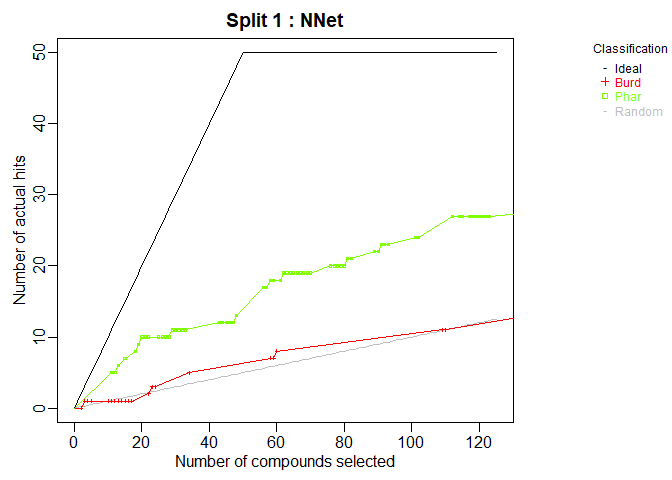 Split 1 : NNet
Classification
Ideal
Burd
Phar
Random
Number of actual hits
50
40
30
20
10
0
0 20 40 60 80 100 120
Number of compounds selected